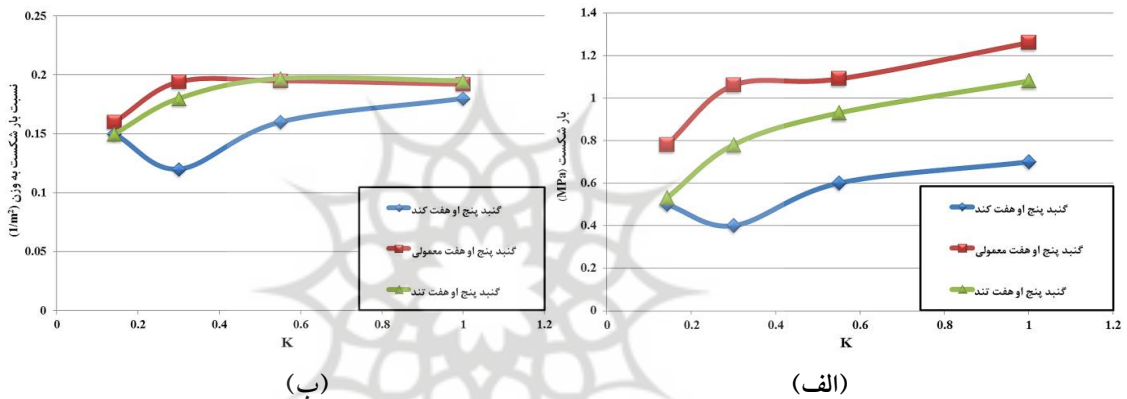 1.4
1.2
1
0.8
0.6
0.4
0.2
0
بار شکست (MPa)
0 0.2 0.4 0.6 0.8 1 1.2
K
گنبد پنج او هفت کند
گنبد پنج او هفت معمولی
گنبد پنج او هفت تند
(الف)
0.25
0.2
0.15
0.1
0.05
0
نسبت بار شکست به وزن (1/m²)
0 0.2 0.4 0.6 0.8 1 1.2
K
گنبد پنج او هفت کند
گنبد پنج او هفت معمولی
گنبد پنج او هفت تند
(ب)